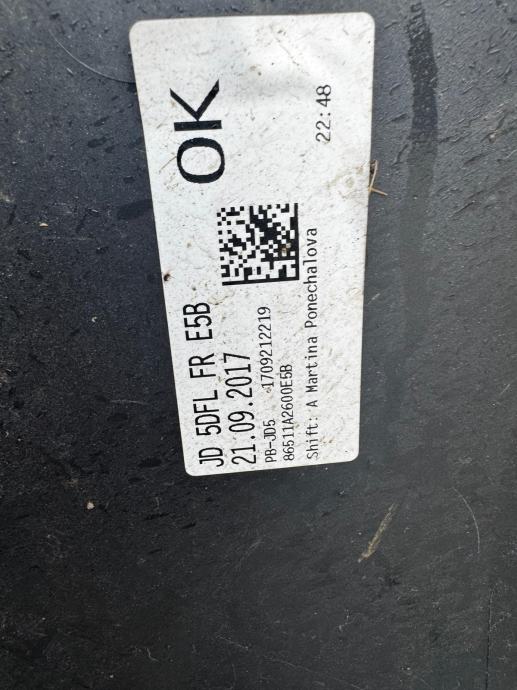 JD 5DFL FR E5B
OK
21.09.2017
PB-JD5 1709212219
86511A2600E5B
Shift: A Martina Ponechalova
22:48